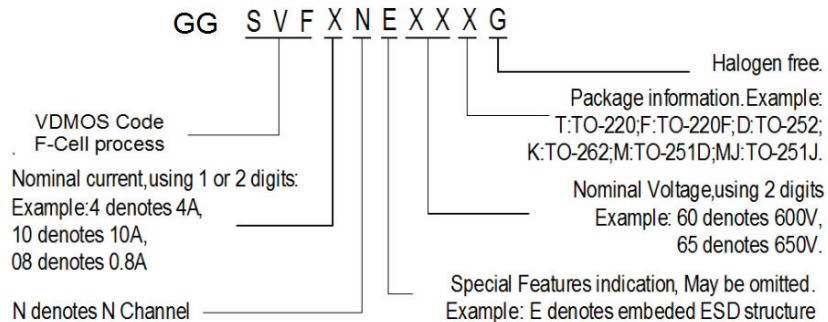 GG SVFXNEXXXG
Halogen free.
Package information.Example:
T:TO-220;F:TO-220F;D:TO-252;
K:TO-262;M:TO-251D;MJ:TO-251J.
VDMOS Code
F-Cell process
.
Nominal current,using 1 or 2 digits:
Example:4 denotes 4A,
10 denotes 10A,
08 denotes 0.8A
Nominal Voltage,using 2 digits
Example: 60 denotes 600V,
65 denotes 650V.
Special Features indication, May be omitted.
Example: E denotes embeded ESD structure
N denotes N Channel